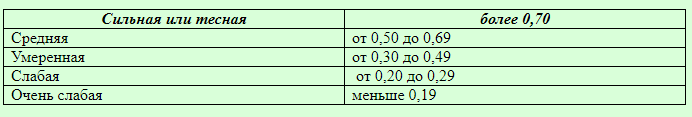 Сильная или тесная более 0,70
Средняя от 0,50 до 0,69
Умеренная от 0,30 до 0,49
Слабая от 0,20 до 0,29
Очень слабая меньше 0,19